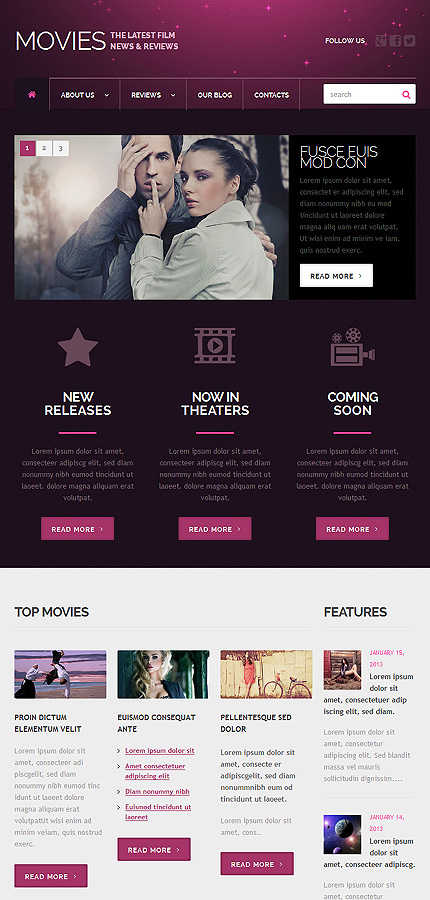 MOVIES
THE LATEST FILM
NEWS & REVIEWS
FOLLOW US
ABOUT US
REVIEWS
OUR BLOG
CONTACTS
search
1 2 3
FUSCE EUIS
MOD CON
Lorem ipsum dolor sit amet,
consectet er adipiscing elit, sed
diam nonummy nibh eu mod
tincidunt ut laoreet dolore
magna aliq uam erat volutpat.
Ut wisi enim ad minim ve iam,
quis nostrud exerc.
READ MORE
NEW
RELEASES
Lorem ipsum dolor sit amet,
consecteer adipiscg elit, sed diam
nonummy nibh eumod tincidunt ut
laoeet. dolore magna aliquam erat
volutpat.
READ MORE
NOW IN
THEATERS
Lorem ipsum dolor sit amet,
consecteer adipiscg elit, sed diam
nonummy nibh eumod tincidunt ut
laoeet. dolore magna aliquam erat
volutpat.
READ MORE
COMING
SOON
Lorem ipsum dolor sit amet,
consecteer adipiscg elit, sed diam
nonummy nibh eumod tincidunt ut
laoeet. dolore magna aliquam erat
volutpat.
READ MORE
TOP MOVIES
PROIN DICTUM
ELEMENTUM VELIT
Lorem ipsum dolor sit
amet, consecteer adi
piscgelit, sed diam
nonummy nibh euismod
tinc idunt ut laoreet
dolore magna aliquam
erat volutpatUt wisi enim
ad minim veniam, quis
nostrud exerc.
READ MORE
EUISMOD CONSEQUAT
ANTE
Lorem ipsum dolor sit
Amet consectetuer
adipiscing elit
Diam nonummy nibh
Euismod tincidunt ut
laoreet
READ MORE
PELLENTESQUE SED
DOLOR
Lorem ipsum dolor sit
amet, consecte er
adipiscingelit, sed diam
nonummnibh eum od
tincidunt ut laoreet dolore.
Lorem ipsum dolor sit
amet, cons...
READ MORE
FEATURES
JANUARY 15,
2013
Lorem ipsum
dolor sit
amet, consectetuer adip
iscing elit, sed diam.
Lorem ipsum dolor sit
amet, consectetur
adipiscing elit. Sed blandit
massa vel mauris
sollicitudin dignissim....
JANUARY 14,
2013
Lorem ipsum
dolor sit
amet, consecteer adipiscg.
Lorem ipsum dolor sit
amet, consectetur